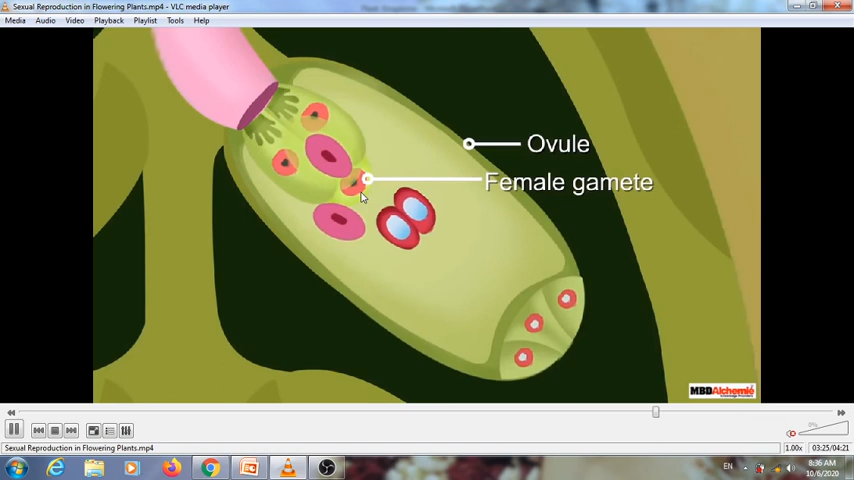 Sexual Reproduction in Flowering Plants.mp4 - VLC media player
Media Audio Video Playback Playlist Tools View Help
Ovule
Female gamete
MBDAlchemie
0%
Sexual Reproduction in Flowering Plants.mp4
1.00x
03:25/04:21
EN
8:36 AM
10/6/2020